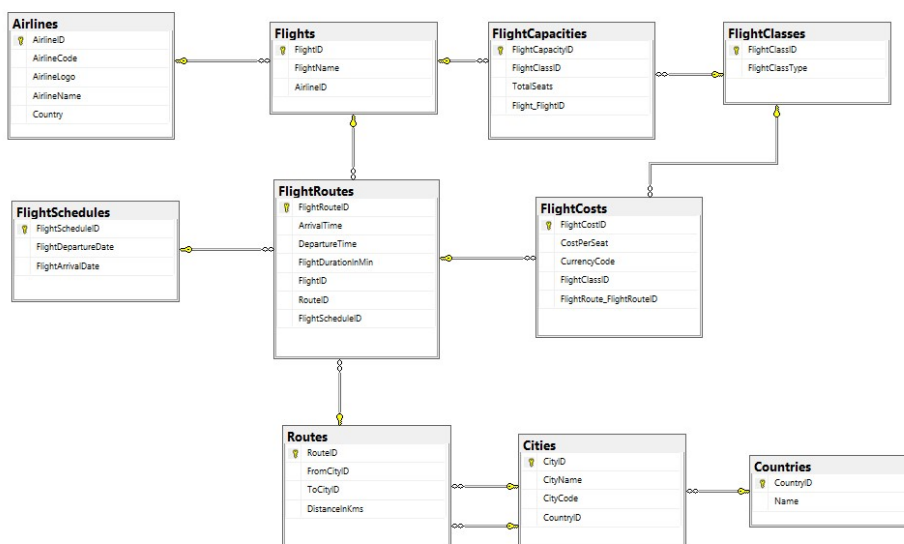 Airlines
AirlineID
AirlineCode
AirlineLogo
AirlineName
Country
Flights
FlightID
FlightName
AirlineID
FlightCapacities
FlightCapacityID
FlightClassID
TotalSeats
Flight_FlightID
FlightClasses
FlightClassID
FlightClassType
FlightSchedules
FlightScheduleID
FlightDepartureDate
FlightArrivalDate
FlightRoutes
FlightRouteID
ArrivalTime
DepartureTime
FlightDurationInMin
FlightID
RouteID
FlightScheduleID
FlightCosts
FlightCostID
CostPerSeat
CurrencyCode
FlightClassID
FlightRoute_FlightRouteID
Routes
RouteID
FromCityID
ToCityID
DistanceInKms
Cities
CityID
CityName
CityCode
CountryID
Countries
CountryID
Name